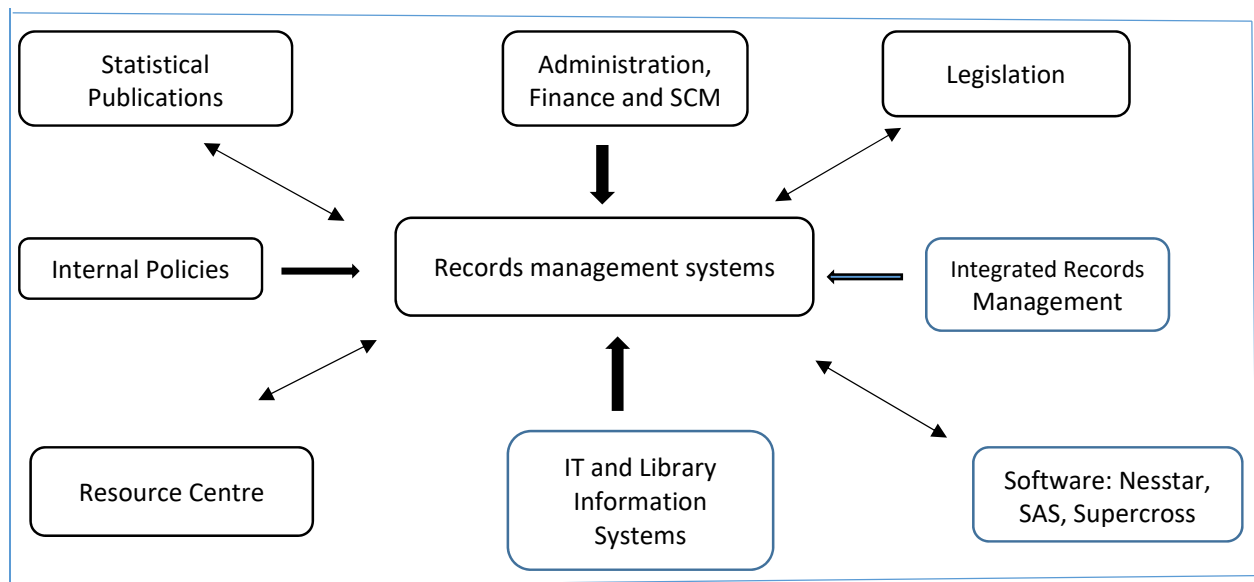 Statistical
Publications
Administration,
Finance and SCM
Legislation
Internal Policies
Records management systems
Integrated Records
Management
Resource Centre
IT and Library
Information
Systems
Software: Nesstar,
SAS, Supercross